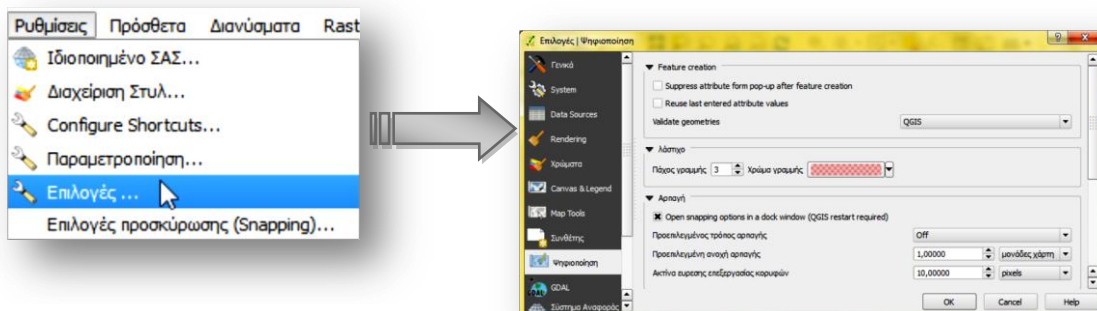 Ρυθμίσεις Πρόσθετα Διανύσματα Rast
Ιδιοποιημένο ΣΑΣ...
Διαχείριση Στυλ...
Configure Shortcuts...
Παραμετροποίηση...
Επιλογές ...
Επιλογές προσκύρωσης (Snapping)...
Επιλογές | Ψηφιοποίηση
Γενικά
System
Data Sources
Rendering
Χρώματα
Canvas & Legend
Map Tools
Συνθέτης
Ψηφιοποίηση
GDAL
Σύστημα Αναφοράς
Feature creation
Suppress attribute form pop-up after feature creation
Reuse last entered attribute values
Validate geometries QGIS
λάστιχο
Πάχος γραμμής 3 Χρώμα γραμμής
Αρπαγή
Open snapping options in a dock window (QGIS restart required)
Προεπιλεγμένος τρόπος αρπαγής Off
Προεπιλεγμένη ανοχή αρπαγής 1,00000 μονάδες χάρτη
Ακτίνα ευρεσης επεξεργασίας κορυφών 10,00000 pixels
OK Cancel Help